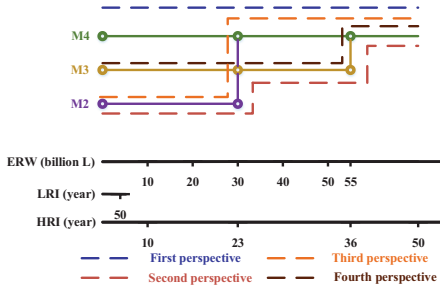 M4
M3
M2
ERW (billion L)
10 20 30 40 50 55
LRI (year)
50
HRI (year)
10 23 36 50
First perspective Third perspective
Second perspective Fourth perspective